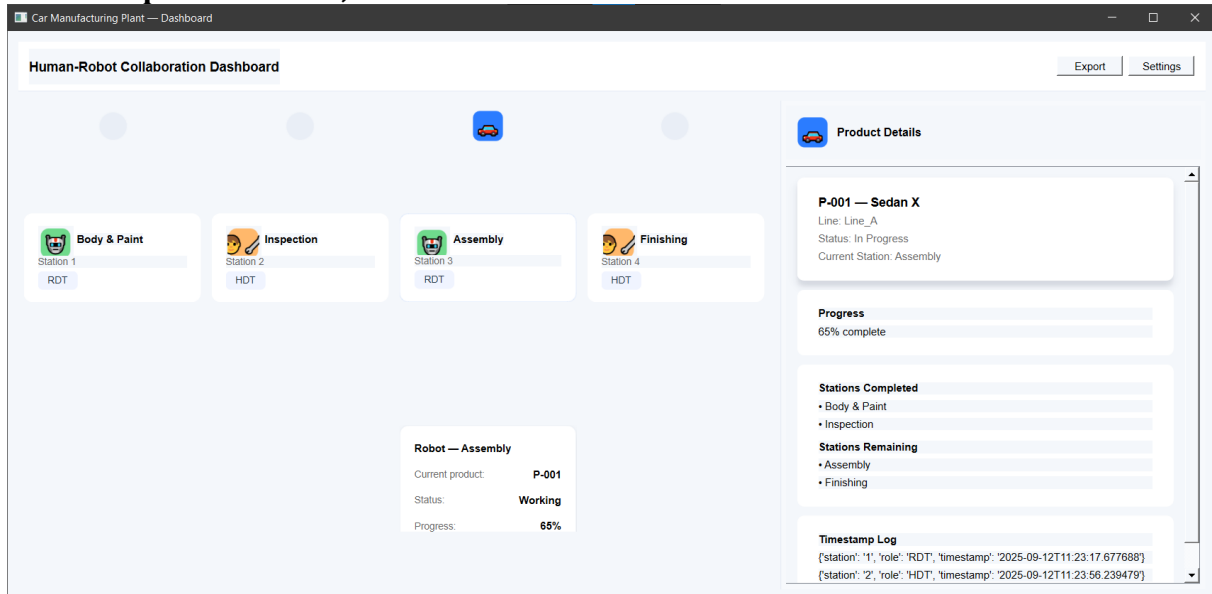 Car Manufacturing Plant — Dashboard
Human-Robot Collaboration Dashboard
Export
Settings
Body & Paint
Station 1
RDT
Inspection
Station 2
HDT
Assembly
Station 3
RDT
Finishing
Station 4
HDT
Robot — Assembly
Current product: P-001
Status: Working
Progress: 65%
Product Details
P-001 — Sedan X
Line: Line_A
Status: In Progress
Current Station: Assembly
Progress
65% complete
Stations Completed
• Body & Paint
• Inspection
Stations Remaining
• Assembly
• Finishing
Timestamp Log
{'station': '1', 'role': 'RDT', 'timestamp': '2025-09-12T11:23:17.677688'}
{'station': '2', 'role': 'HDT', 'timestamp': '2025-09-12T11:23:56.239479'}